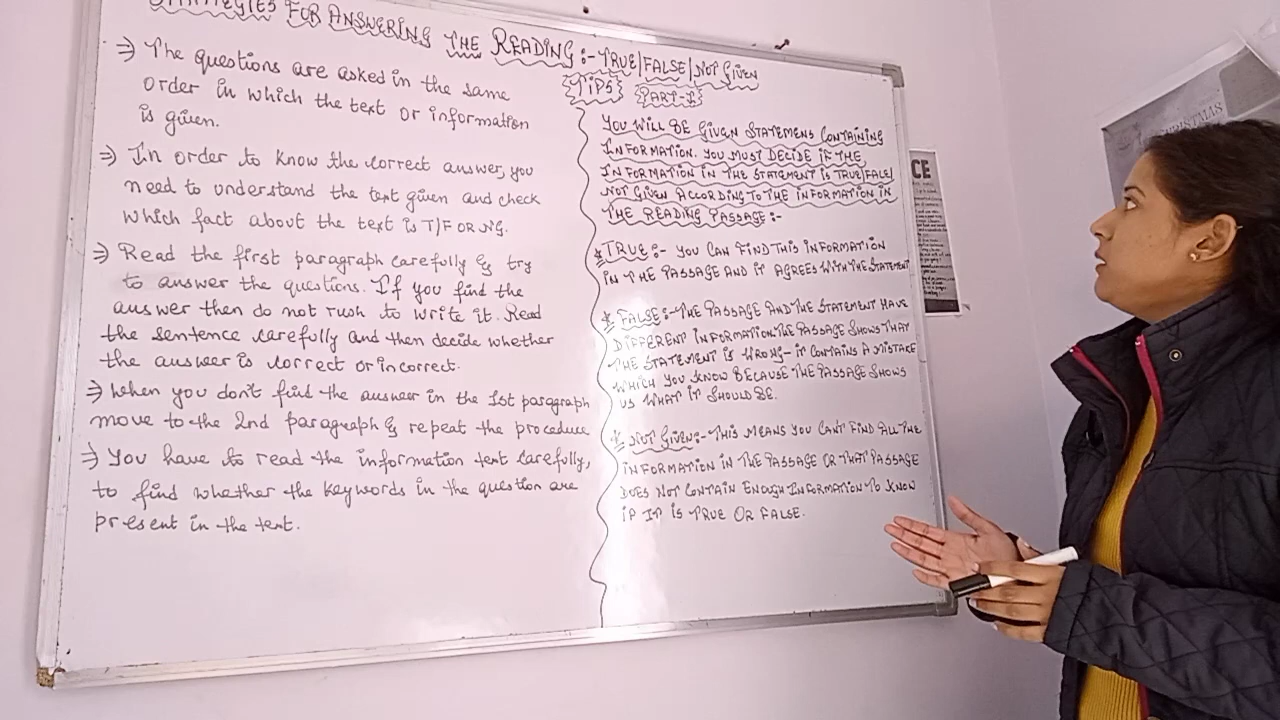 STRATEGIES FOR ANSWERING THE READING:- TRUE/FALSE/NOT GIVEN
TIPS PART-I
⇒ The questions are asked in the same
order in which the text or information
is given.
⇒ In order to know the correct answer, you
need to understand the text given and check
which fact about the text is T/F OR NG.
⇒ Read the first paragraph carefully & try
to answer the questions. If you find the
answer then do not rush to write it. Read
the sentence carefully and then decide whether
the answer is correct or incorrect.
⇒ When you don't find the answer in the 1st paragraph
move to the 2nd paragraph & repeat the procedure
⇒ You have to read the information text carefully,
to find whether the keywords in the question are
present in the text.
YOU WILL BE GIVEN STATEMENS CONTAINING
INFORMATION. YOU MUST DECIDE IF THE
INFORMATION IN THE STATEMENT IS TRUE/FALE/
NOT GIVEN ACCORDING TO THE INFORMATION IN
THE READING PASSAGE:-
* TRUE:- YOU CAN FIND THIS INFORMATION
IN THE PASSAGE AND IT AGREES WITH THE STATEMENT
* FALSE:- THE PASSAGE AND THE STATEMENT HAVE
DIFFERENT INFORMATION. THE PASSAGE SHOWS THAT
THE STATEMENT IS WRONG - IT CONTAINS A MISTAKE
WHICH YOU KNOW BECAUSE THE PASSAGE SHOWS
US WHAT IT SHOULD BE.
* NOT GIVEN:- THIS MEANS YOU CAN'T FIND ALL THE
INFORMATION IN THE PASSAGE OR THAT PASSAGE
DOES NOT CONTAIN ENOUGH INFORMATION TO KNOW
IF IT IS TRUE OR FALSE.
CE
CHRISTMAS